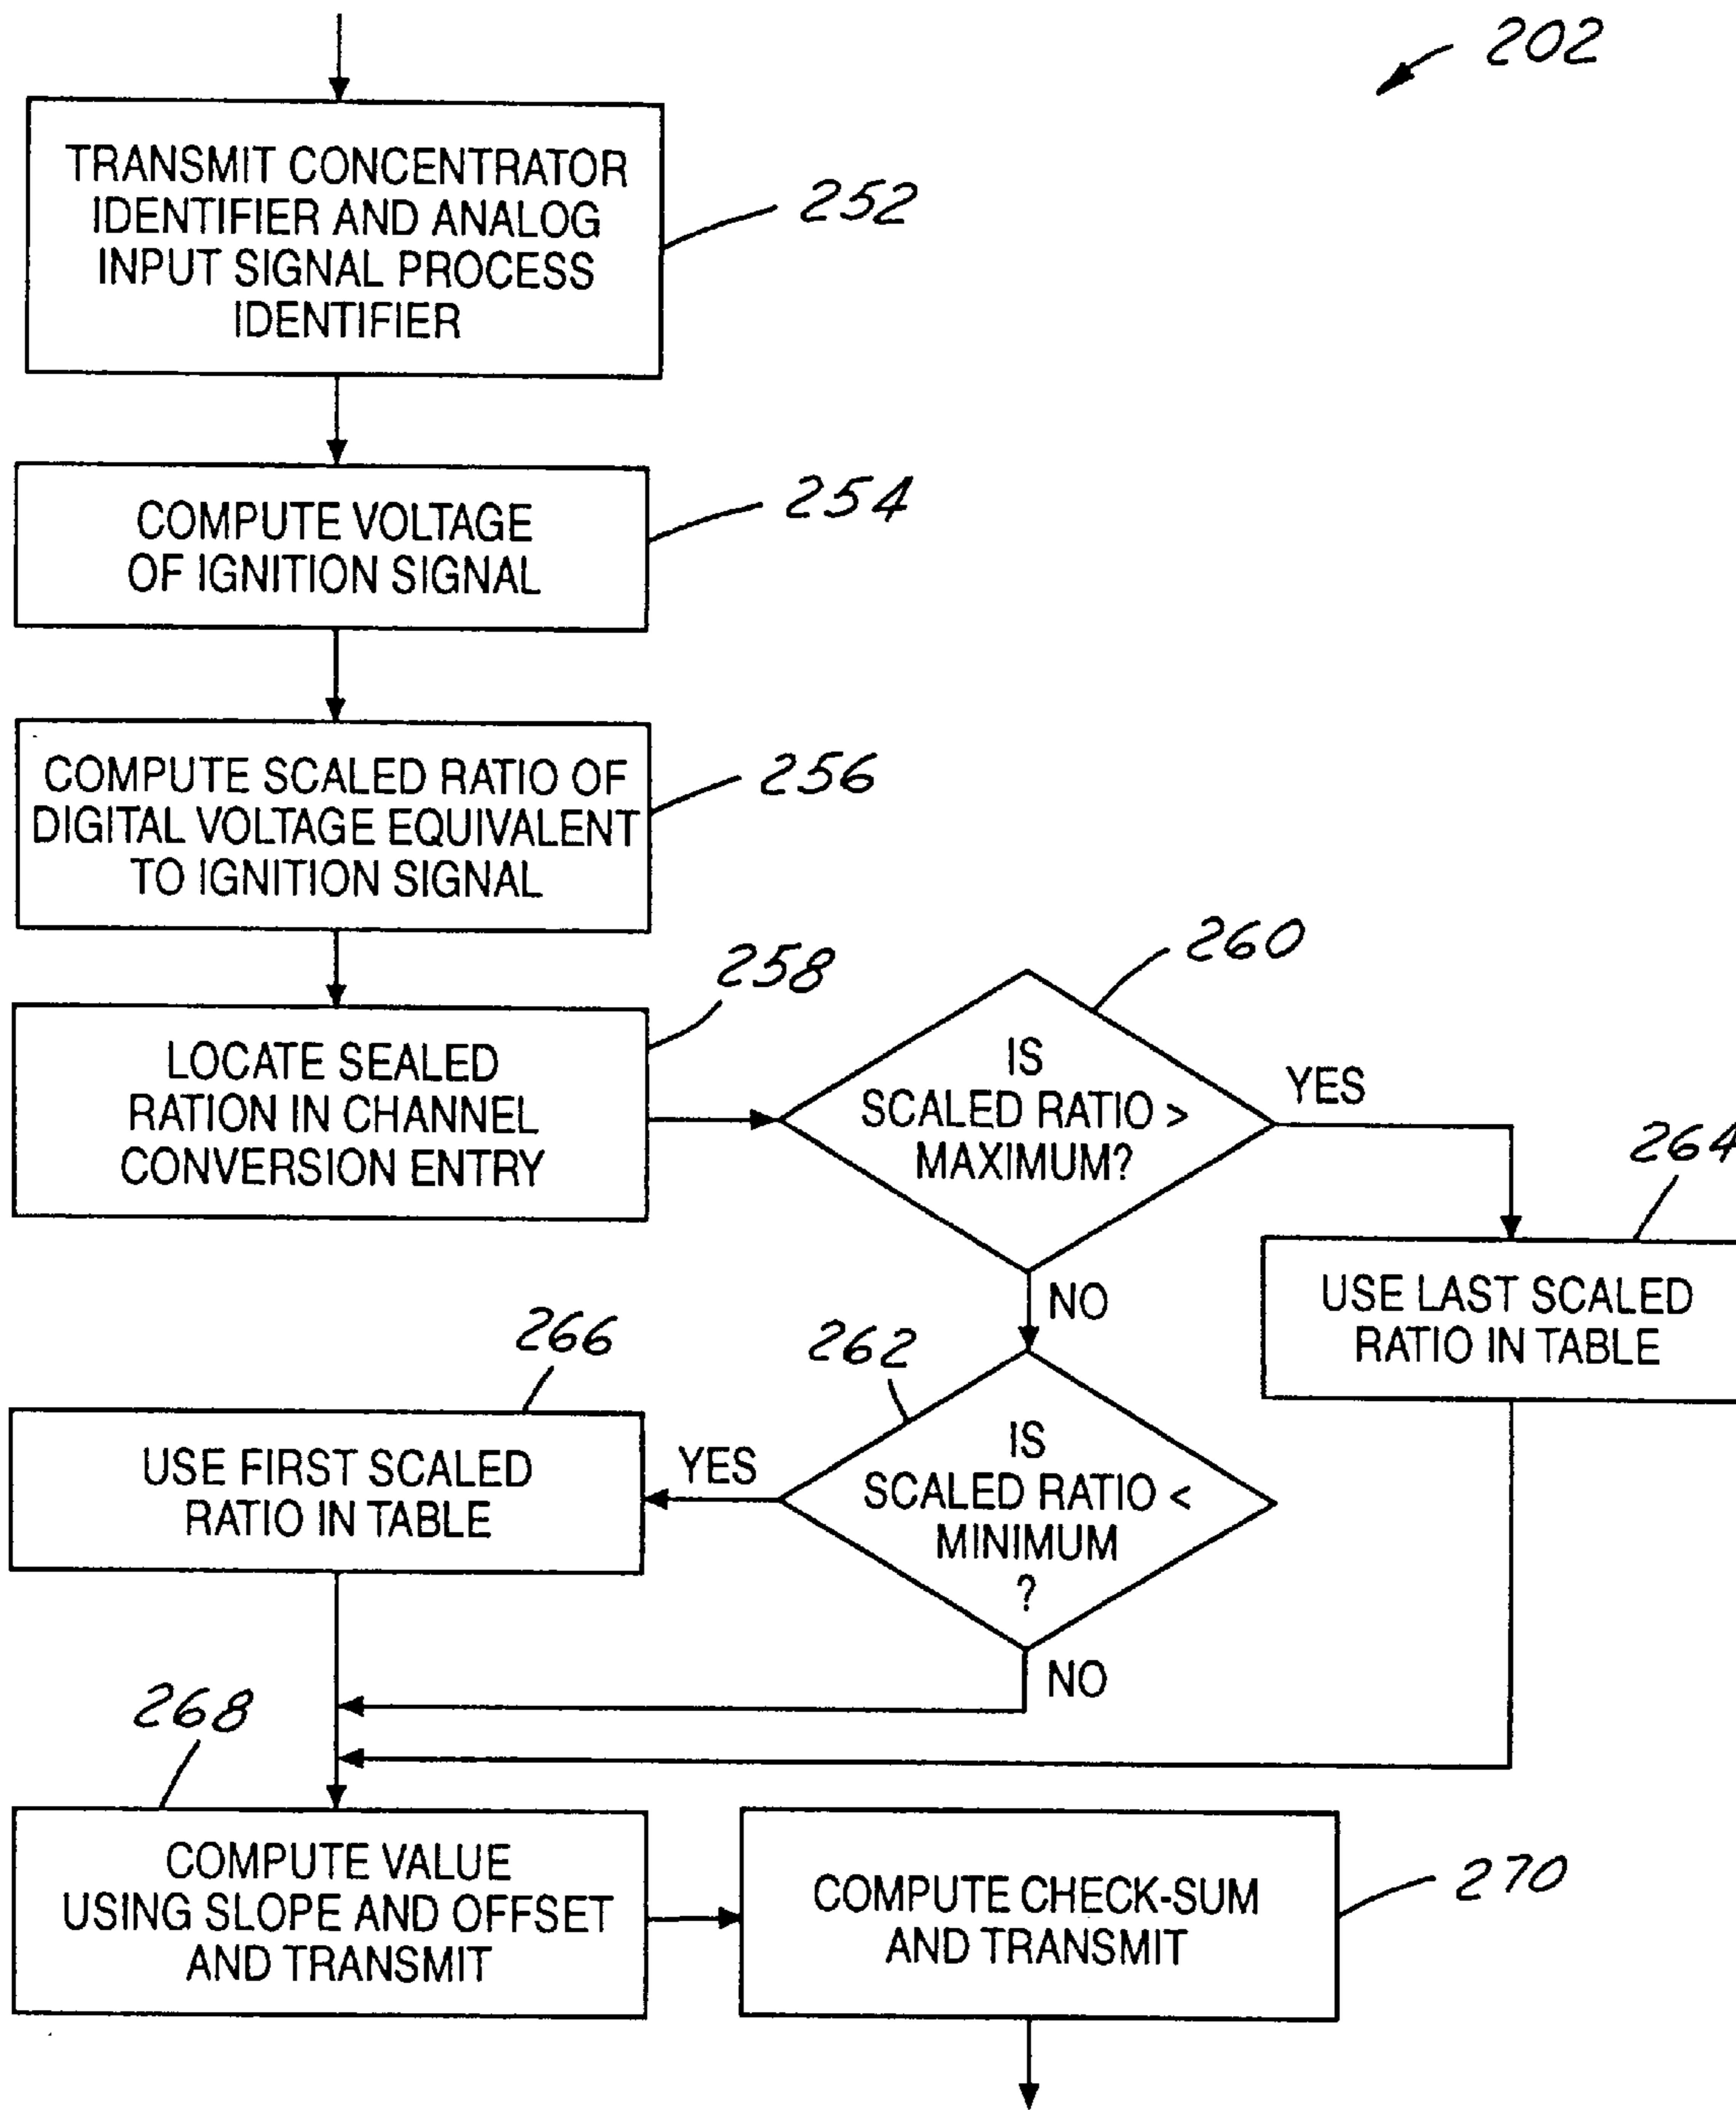 202
TRANSMIT CONCENTRATOR
IDENTIFIER AND ANALOG
INPUT SIGNAL PROCESS
IDENTIFIER
252
COMPUTE VOLTAGE
OF IGNITION SIGNAL
254
COMPUTE SCALED RATIO OF
DIGITAL VOLTAGE EQUIVALENT
TO IGNITION SIGNAL
256
LOCATE SEALED
RATION IN CHANNEL
CONVERSION ENTRY
258
IS
SCALED RATIO >
MAXIMUM?
260
YES
NO
USE LAST SCALED
RATIO IN TABLE
264
IS
SCALED RATIO <
MINIMUM
?
262
YES
NO
USE FIRST SCALED
RATIO IN TABLE
266
COMPUTE VALUE
USING SLOPE AND OFFSET
AND TRANSMIT
268
COMPUTE CHECK-SUM
AND TRANSMIT
270